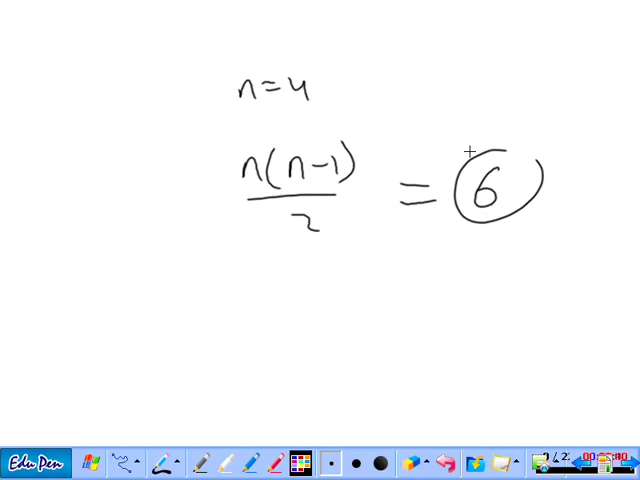 n=4
n(n-1)
2
= 6
Edu Pen